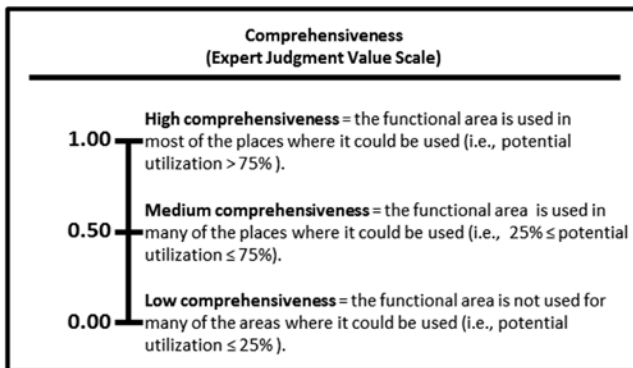 Comprehensiveness
(Expert Judgment Value Scale)
High comprehensiveness = the functional area is used in
1.00 most of the places where it could be used (i.e., potential
utilization > 75% ).
Medium comprehensiveness = the functional area is used in
0.50 many of the places where it could be used (i.e., 25% ≤ potential
utilization ≤ 75%).
Low comprehensiveness = the functional area is not used for
0.00 many of the areas where it could be used (i.e., potential
utilization ≤ 25% ).